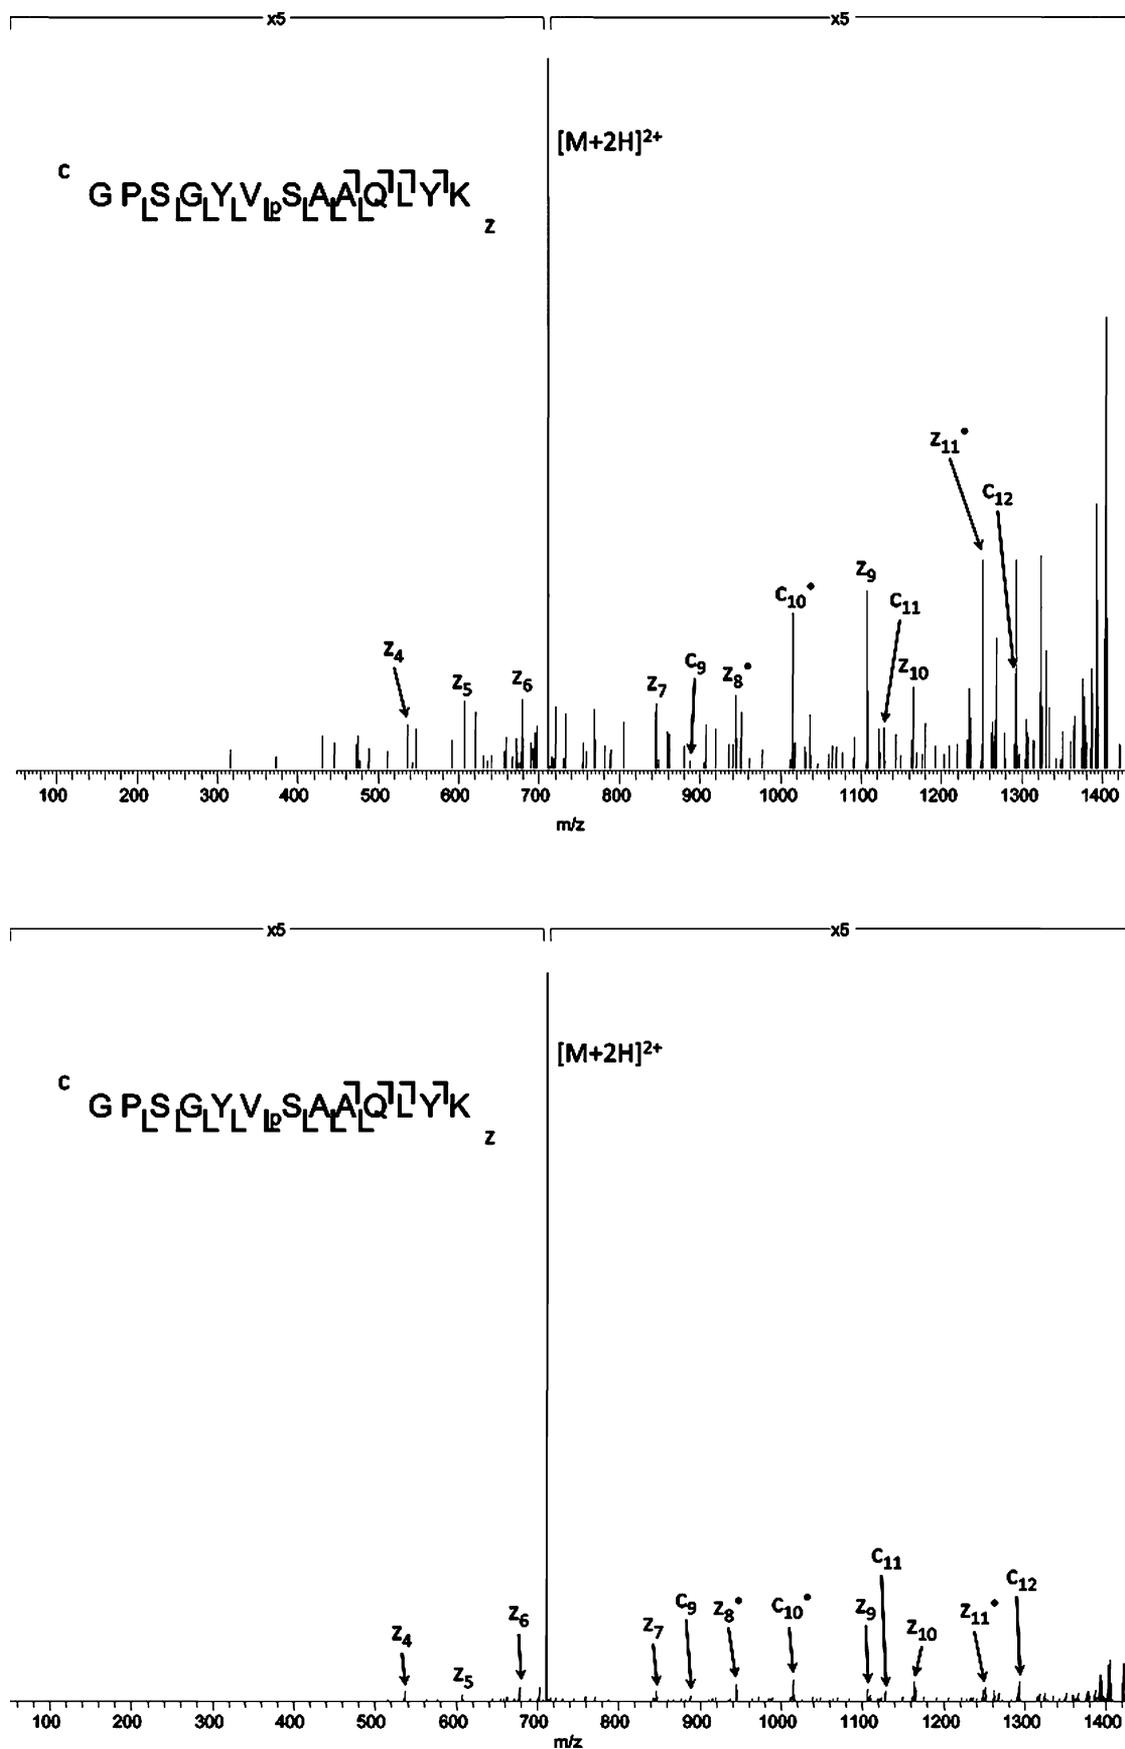 x5 x5
[M+2H]2+
c
G P S G Y V pS A A Q L Y K
z
z11•
c12
c10•
z9
c11
z4
c9
z8•
z10
z5
z6
z7
100 200 300 400 500 600 700 800 900 1000 1100 1200 1300 1400
m/z
x5 x5
[M+2H]2+
c
G P S G Y V pS A A Q L Y K
z
c11
c12
z6
c9
z8•
c10•
z9
z11•
z4
z7
z10
z5
100 200 300 400 500 600 700 800 900 1000 1100 1200 1300 1400
m/z